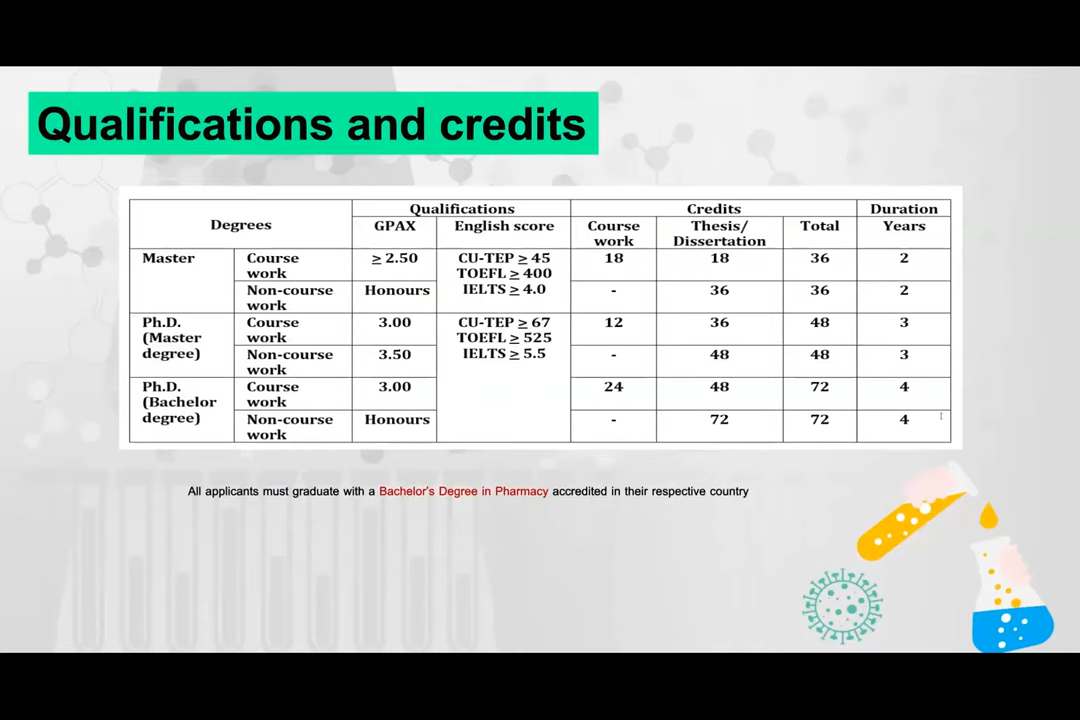 Qualifications and credits
Degrees Qualifications Credits Duration
GPAX English score Course work Thesis/ Dissertation Total Years
Master Course work ≥ 2.50 CU-TEP ≥ 45 TOEFL ≥ 400 IELTS ≥ 4.0 18 18 36 2
Non-course work Honours - 36 36 2
Ph.D. (Master degree) Course work 3.00 CU-TEP ≥ 67 TOEFL ≥ 525 IELTS ≥ 5.5 12 36 48 3
Non-course work 3.50 - 48 48 3
Ph.D. (Bachelor degree) Course work 3.00 24 48 72 4
Non-course work Honours - 72 72 4
All applicants must graduate with a Bachelor's Degree in Pharmacy accredited in their respective country